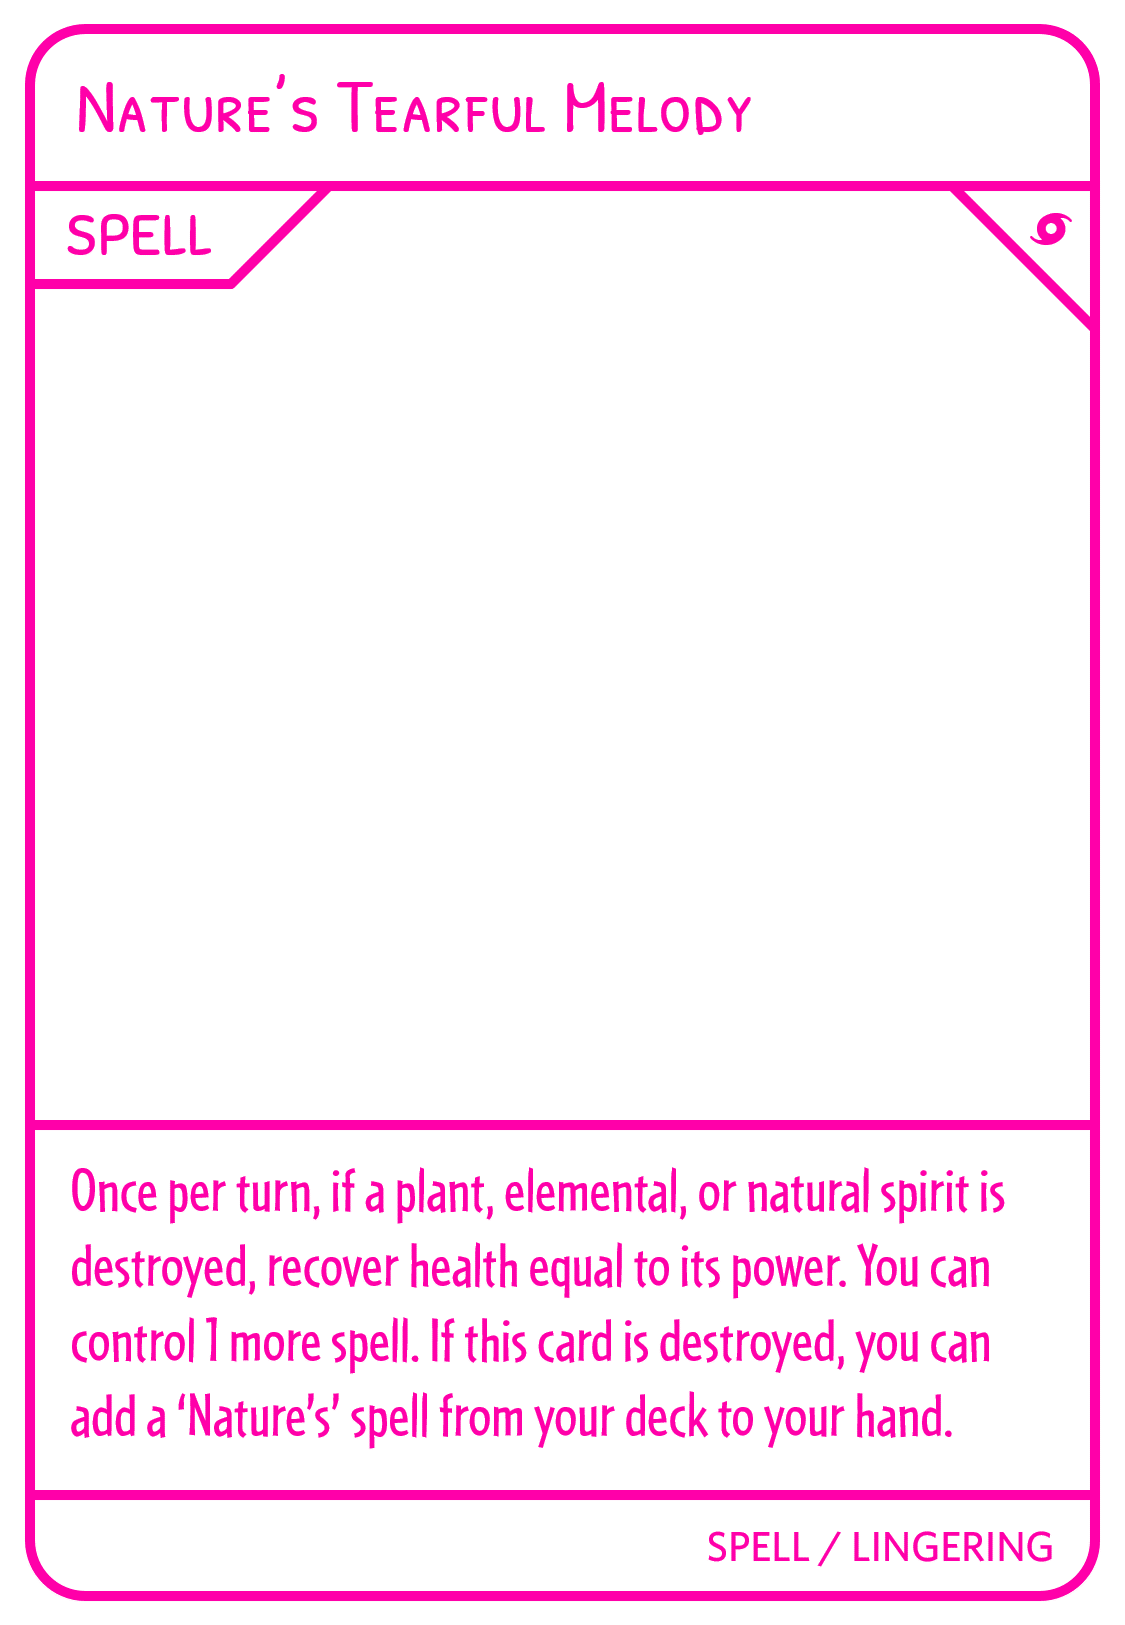 Nature's Tearful Melody
SPELL
Once per turn, if a plant, elemental, or natural spirit is
destroyed, recover health equal to its power. You can
control 1 more spell. If this card is destroyed, you can
add a ‘Nature’s’ spell from your deck to your hand.
SPELL / LINGERING